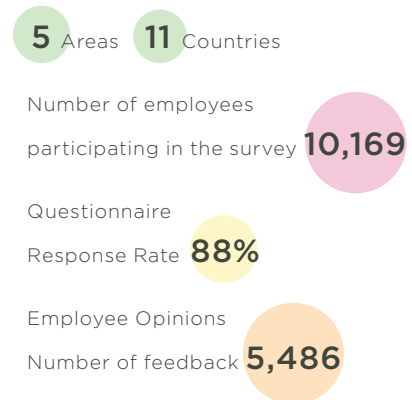 5 Areas 11 Countries
Number of employees
participating in the survey 10,169
Questionnaire
Response Rate 88%
Employee Opinions
Number of feedback 5,486